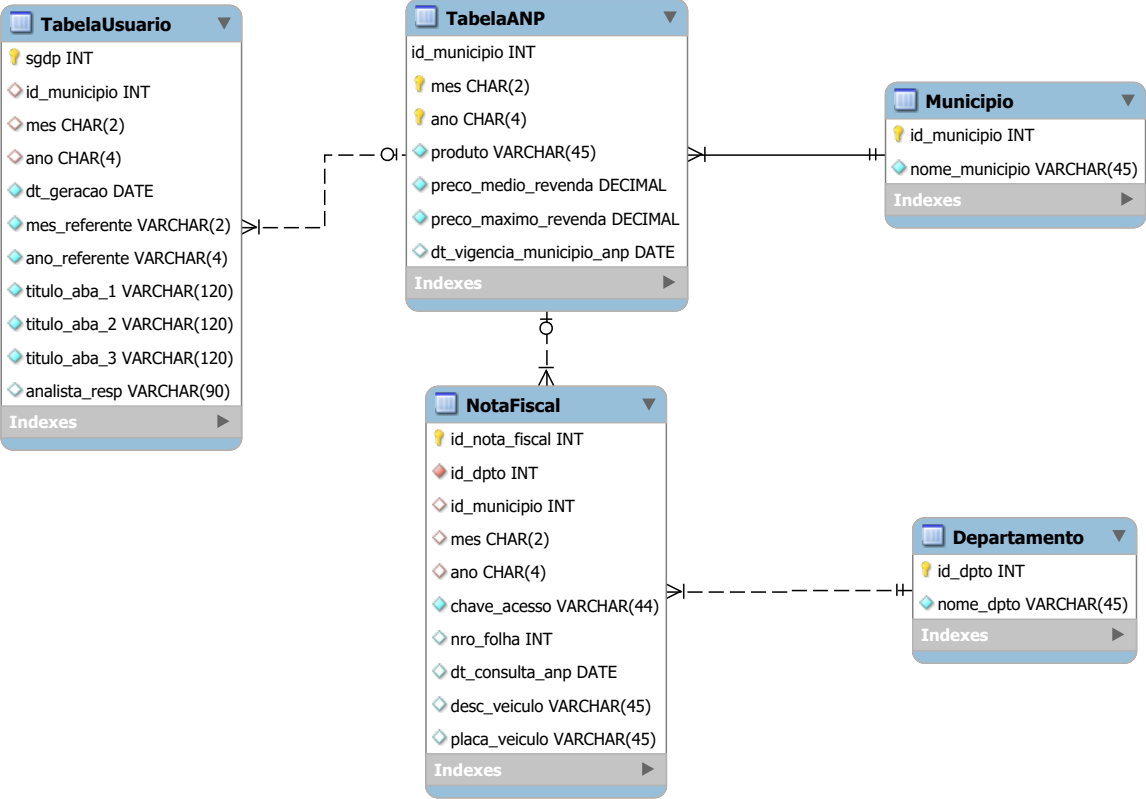 TabelaUsuario
sgdp INT
id_municipio INT
mes CHAR(2)
ano CHAR(4)
dt_geracao DATE
mes_referente VARCHAR(2)
ano_referente VARCHAR(4)
titulo_aba_1 VARCHAR(120)
titulo_aba_2 VARCHAR(120)
titulo_aba_3 VARCHAR(120)
analista_resp VARCHAR(90)
Indexes
TabelaANP
id_municipio INT
mes CHAR(2)
ano CHAR(4)
produto VARCHAR(45)
preco_medio_revenda DECIMAL
preco_maximo_revenda DECIMAL
dt_vigencia_municipio_anp DATE
Indexes
Municipio
id_municipio INT
nome_municipio VARCHAR(45)
Indexes
NotaFiscal
id_nota_fiscal INT
id_dpto INT
id_municipio INT
mes CHAR(2)
ano CHAR(4)
chave_acesso VARCHAR(44)
nro_folha INT
dt_consulta_anp DATE
desc_veiculo VARCHAR(45)
placa_veiculo VARCHAR(45)
Indexes
Departamento
id_dpto INT
nome_dpto VARCHAR(45)
Indexes